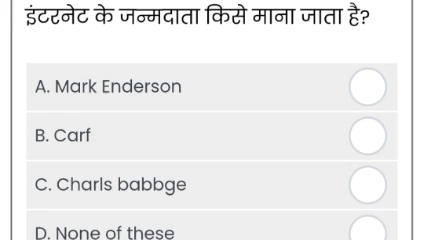 इंटरनेट के जन्मदाता किसे माना जाता है?
A. Mark Enderson
B. Carf
C. Charls babbge
D. None of these